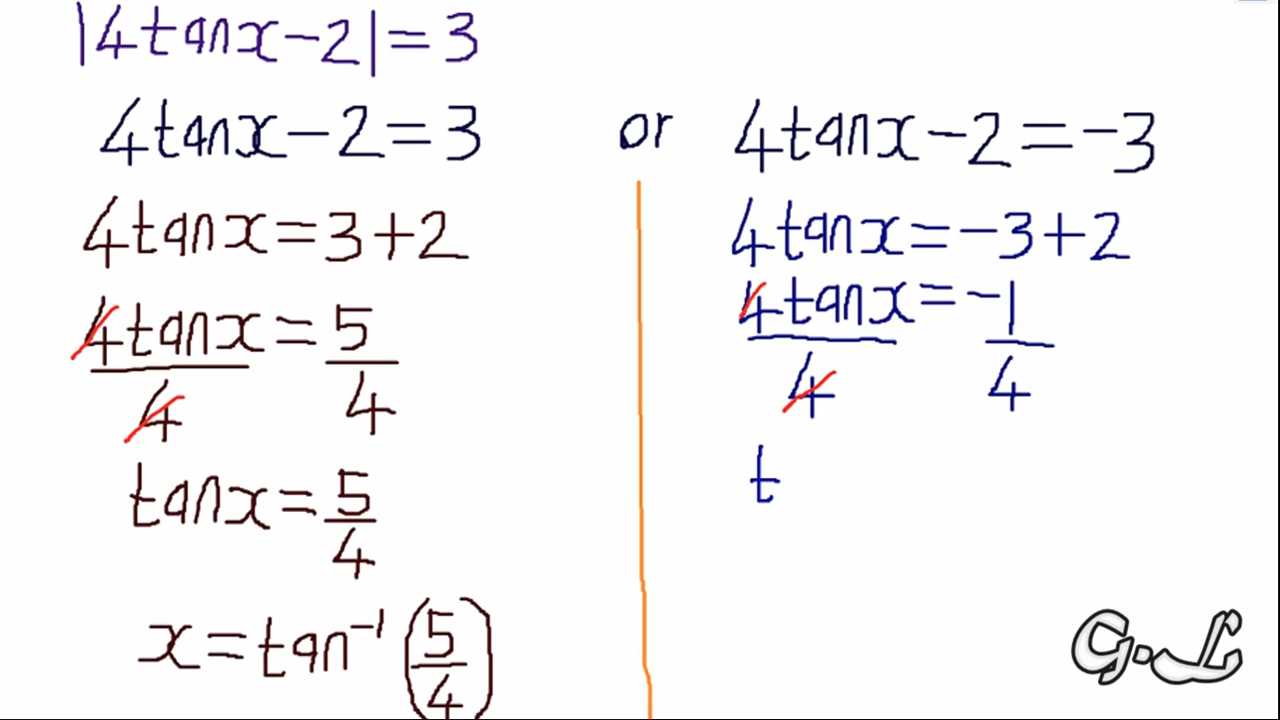 |4tanx-2|=3
4tanx-2=3 or 4tanx-2=-3
4tanx=3+2
4tanx/4=5/4
tanx=5/4
x=tan⁻¹(5/4)
4tanx=-3+2
4tanx/4=-1/4
t
G.L